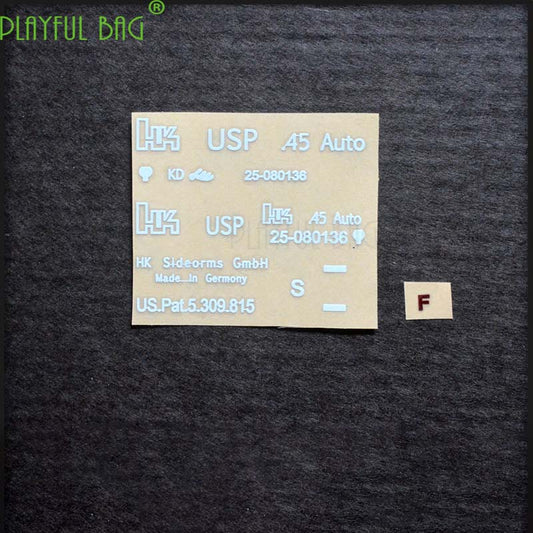 PLAYFUL BAG®
HK USP .45 Auto
KD 25-080136
HK USP HK .45 Auto
25-080136
HK Sideorms GmbH
Made in Germany
S
US.Pat.5.309.815
F